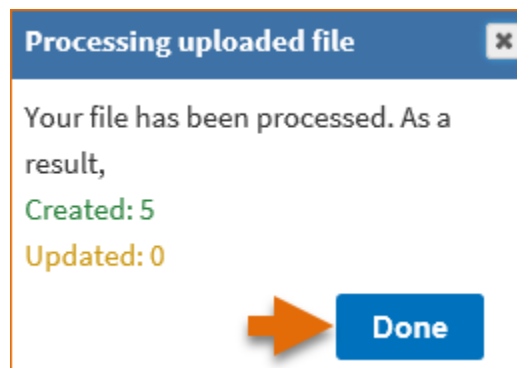 Processing uploaded file
Your file has been processed. As a
result,
Created: 5
Updated: 0
Done